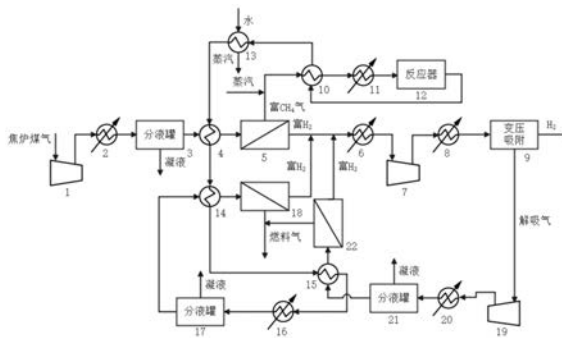 水
蒸汽
13
蒸汽
富CH₄气
10
11
反应器
12
焦炉煤气
1
2
分液罐
3
凝液
4
5
富H₂
6
7
8
变压
吸附
9
H₂
富H₂
富H₂
14
18
燃料气
22
解吸气
15
凝液
分液罐
17
16
凝液
分液罐
21
20
19